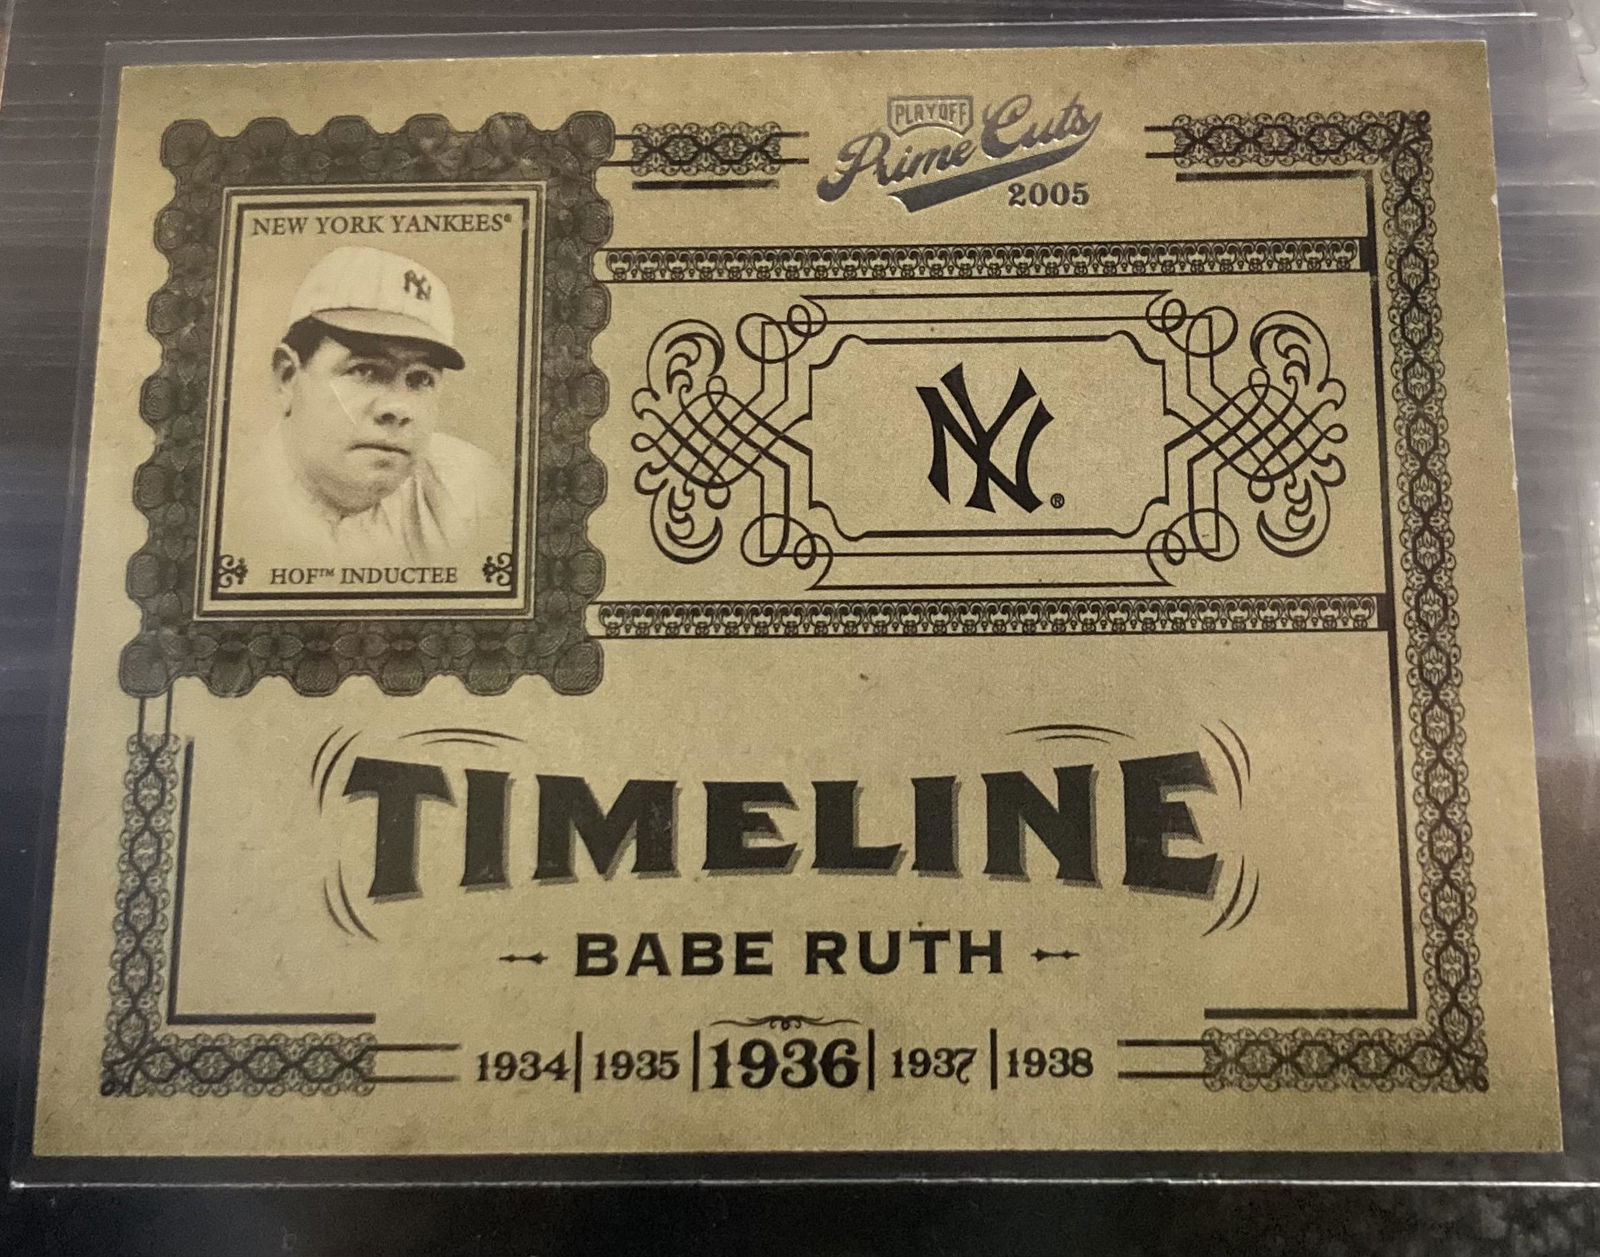 PLAYOFF
Prime Cuts
2005
NEW YORK YANKEES®
NY
NY®
HOF™ INDUCTEE
TIMELINE
BABE RUTH
1934 | 1935 | 1936 | 1937 | 1938